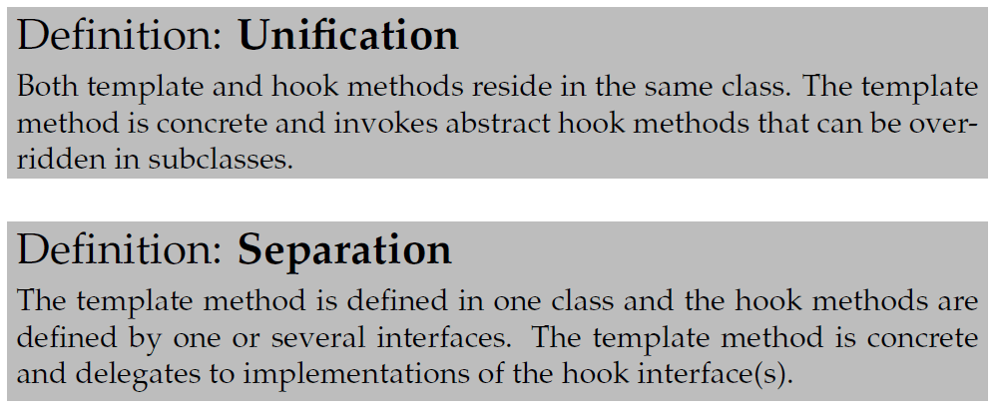 Definition: Unification
Both template and hook methods reside in the same class. The template
method is concrete and invokes abstract hook methods that can be over-
ridden in subclasses.
Definition: Separation
The template method is defined in one class and the hook methods are
defined by one or several interfaces. The template method is concrete
and delegates to implementations of the hook interface(s).